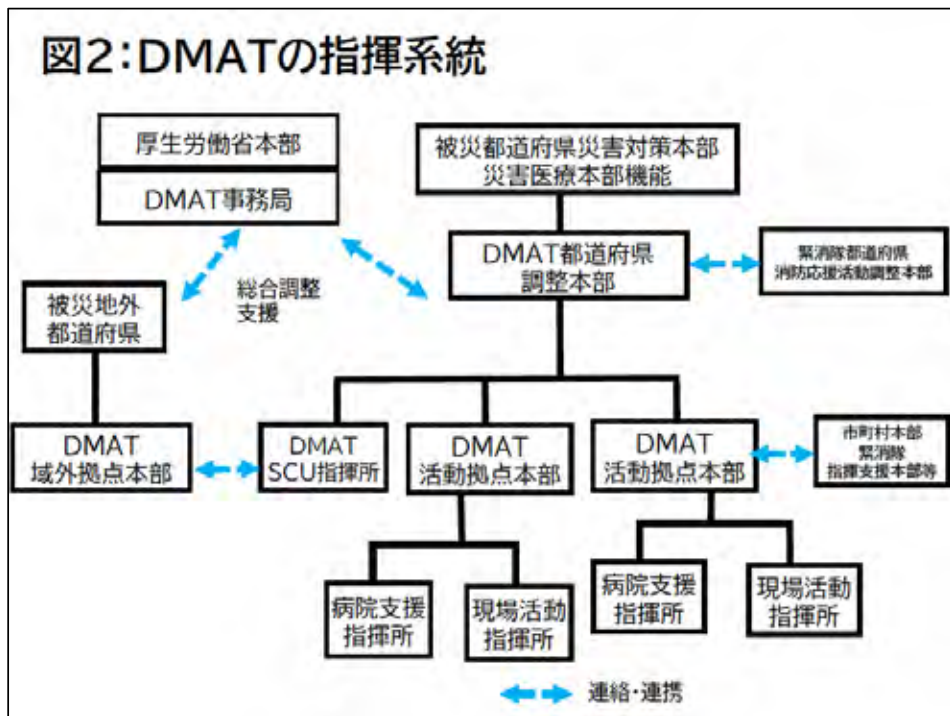 図2:DMATの指揮系統
厚生労働省本部
DMAT事務局
被災都道府県災害対策本部
災害医療本部機能
DMAT都道府県
調整本部
緊消隊都道府県
消防応援活動調整本部
総合調整
支援
被災地外
都道府県
DMAT
域外拠点本部
DMAT
SCU指揮所
DMAT
活動拠点本部
DMAT
活動拠点本部
市町村本部
緊消隊
指揮支援本部等
病院支援
指揮所
現場活動
指揮所
病院支援
指揮所
現場活動
指揮所
連絡・連携